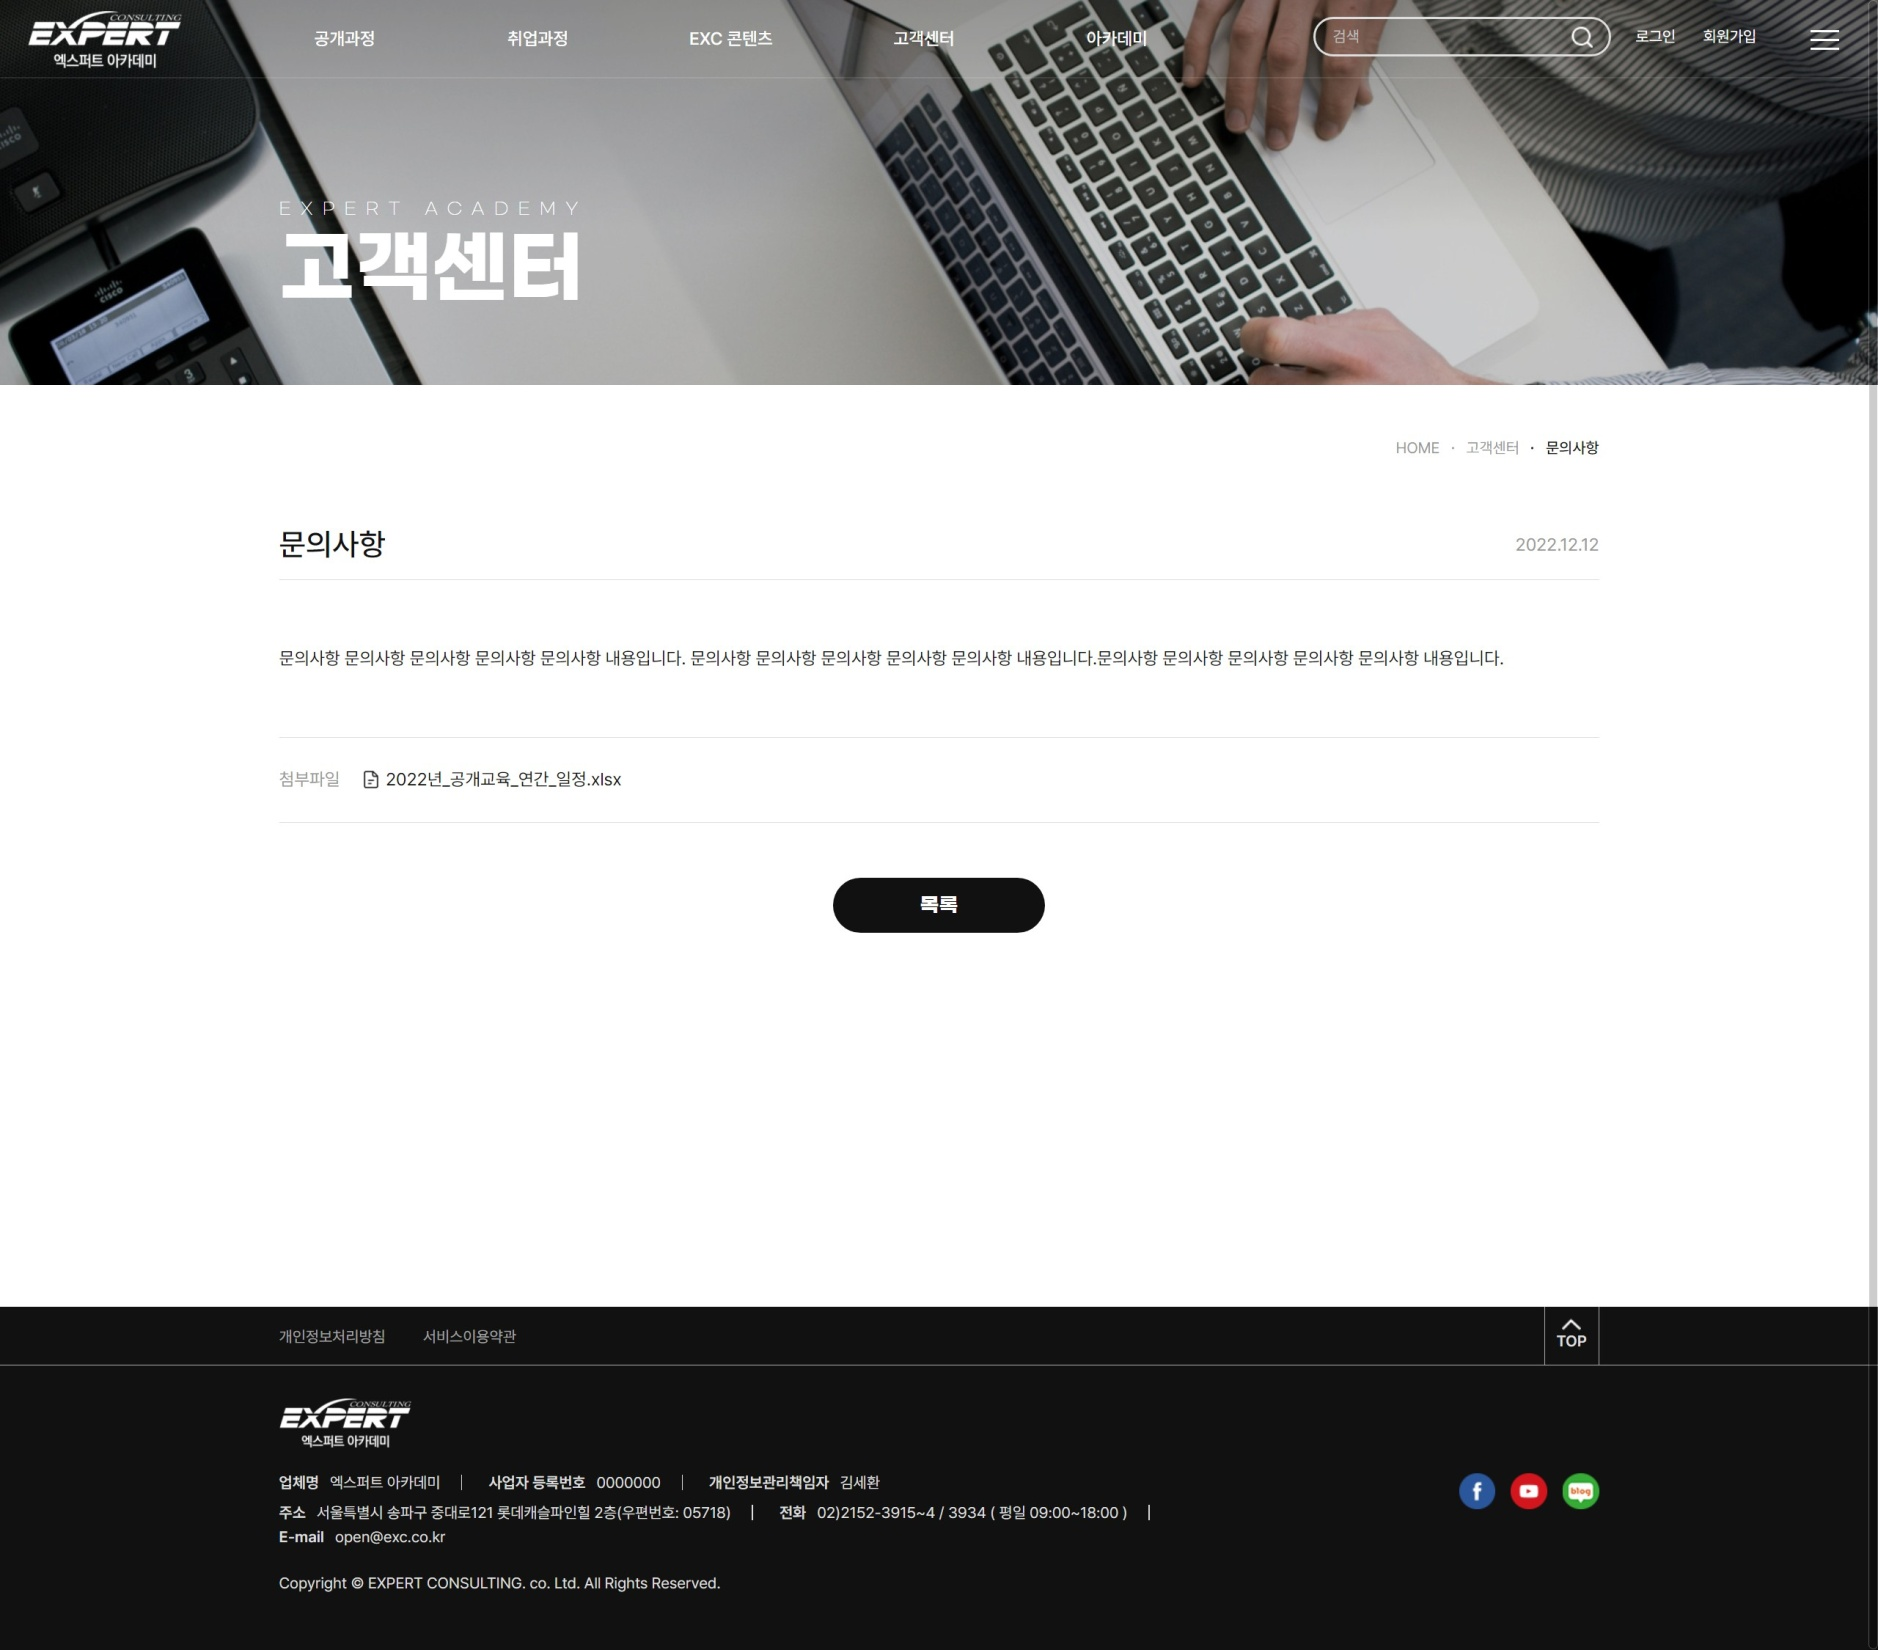 CONSULTING
EXPERT
엑스퍼트 아카데미
공개과정 취업과정 EXC 콘텐츠 고객센터 아카데미
검색 로그인 회원가입
EXPERT ACADEMY
고객센터
HOME · 고객센터 · 문의사항
문의사항 2022.12.12
문의사항 문의사항 문의사항 문의사항 문의사항 내용입니다. 문의사항 문의사항 문의사항 문의사항 문의사항 내용입니다.문의사항 문의사항 문의사항 문의사항 문의사항 내용입니다.
첨부파일 2022년_공개교육_연간_일정.xlsx
목록
개인정보처리방침 서비스이용약관
TOP
CONSULTING
EXPERT
엑스퍼트 아카데미
업체명 엑스퍼트 아카데미 | 사업자 등록번호 0000000 | 개인정보관리책임자 김세환
주소 서울특별시 송파구 중대로121 롯데캐슬파인힐 2층(우편번호: 05718) | 전화 02)2152-3915~4 / 3934 ( 평일 09:00~18:00 ) |
E-mail open@exc.co.kr
blog
Copyright © EXPERT CONSULTING. co. Ltd. All Rights Reserved.